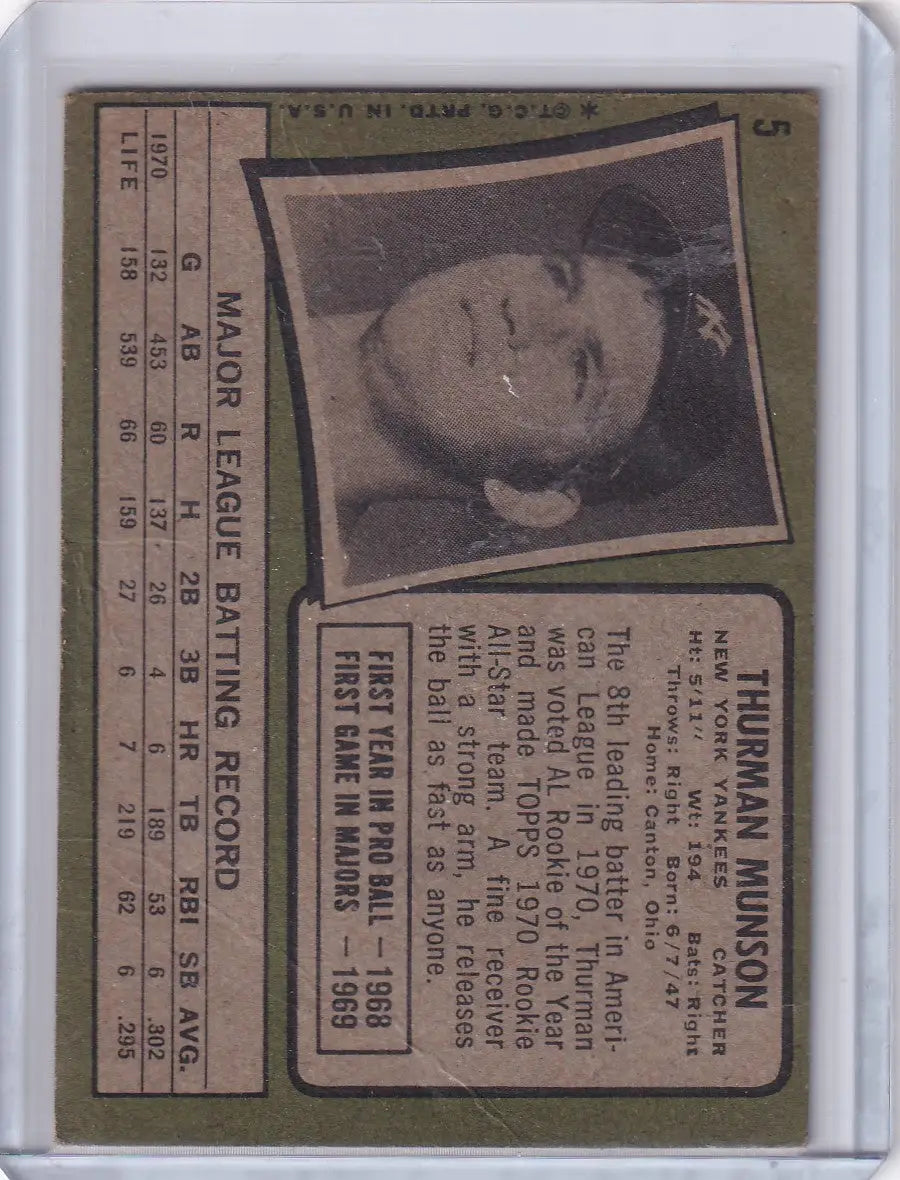 5
* ©T.C.G. PRTD. IN U.S.A.
THURMAN MUNSON
NEW YORK YANKEES CATCHER
Ht: 5'11" Wt: 194 Bats: Right
Throws: Right Born: 6/7/47
Home: Canton, Ohio
The 8th leading batter in Ameri-
can League in 1970, Thurman
was voted AL Rookie of the Year
and made TOPPS 1970 Rookie
All-Star team. A fine receiver
with a strong arm, he releases
the ball as fast as anyone.
FIRST YEAR IN PRO BALL — 1968
FIRST GAME IN MAJORS — 1969
MAJOR LEAGUE BATTING RECORD
G AB R H 2B 3B HR TB RBI SB AVG.
1970 132 453 60 137 26 4 6 189 53 6 .302
LIFE 158 539 66 159 27 6 7 219 62 6 .295